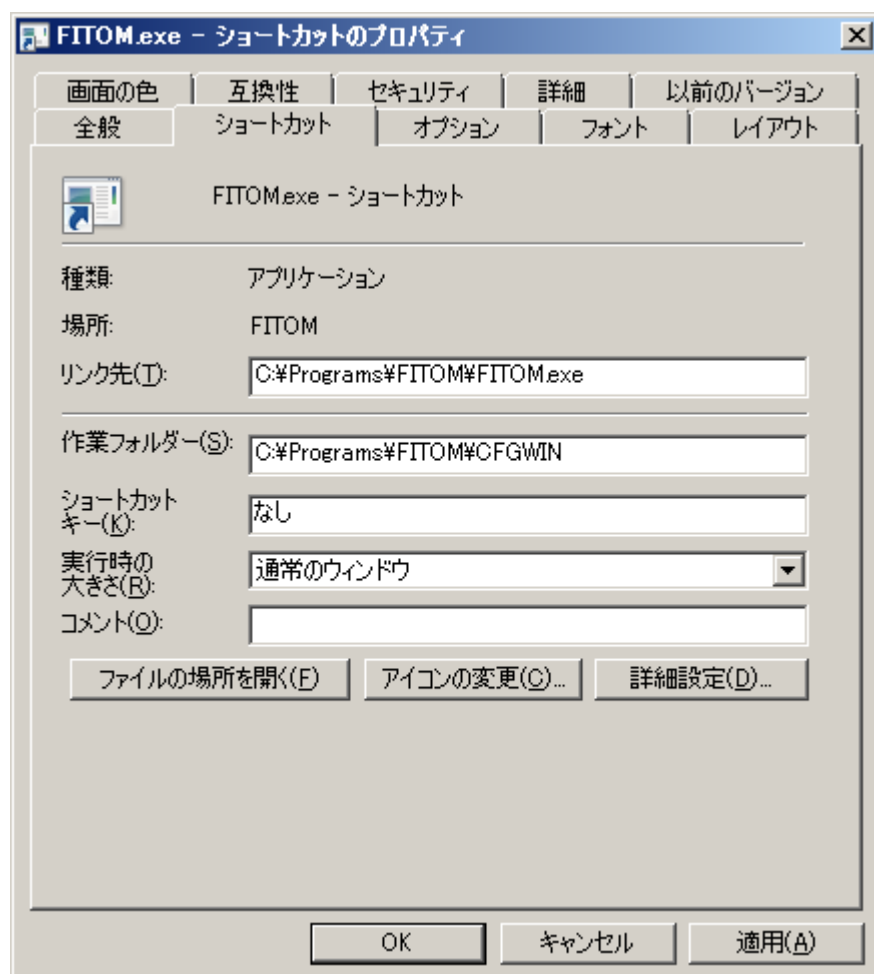 FITOM.exe - ショートカットのプロパティ
画面の色 互換性 セキュリティ 詳細 以前のバージョン
全般 ショートカット オプション フォント レイアウト
FITOM.exe - ショートカット
種類: アプリケーション
場所: FITOM
リンク先(T): C:¥Programs¥FITOM¥FITOM.exe
作業フォルダー(S): C:¥Programs¥FITOM¥CFGWIN
ショートカット
キー(K): なし
実行時の
大きさ(R): 通常のウィンドウ
コメント(O):
ファイルの場所を開く(F) アイコンの変更(C)... 詳細設定(D)...
OK キャンセル 適用(A)